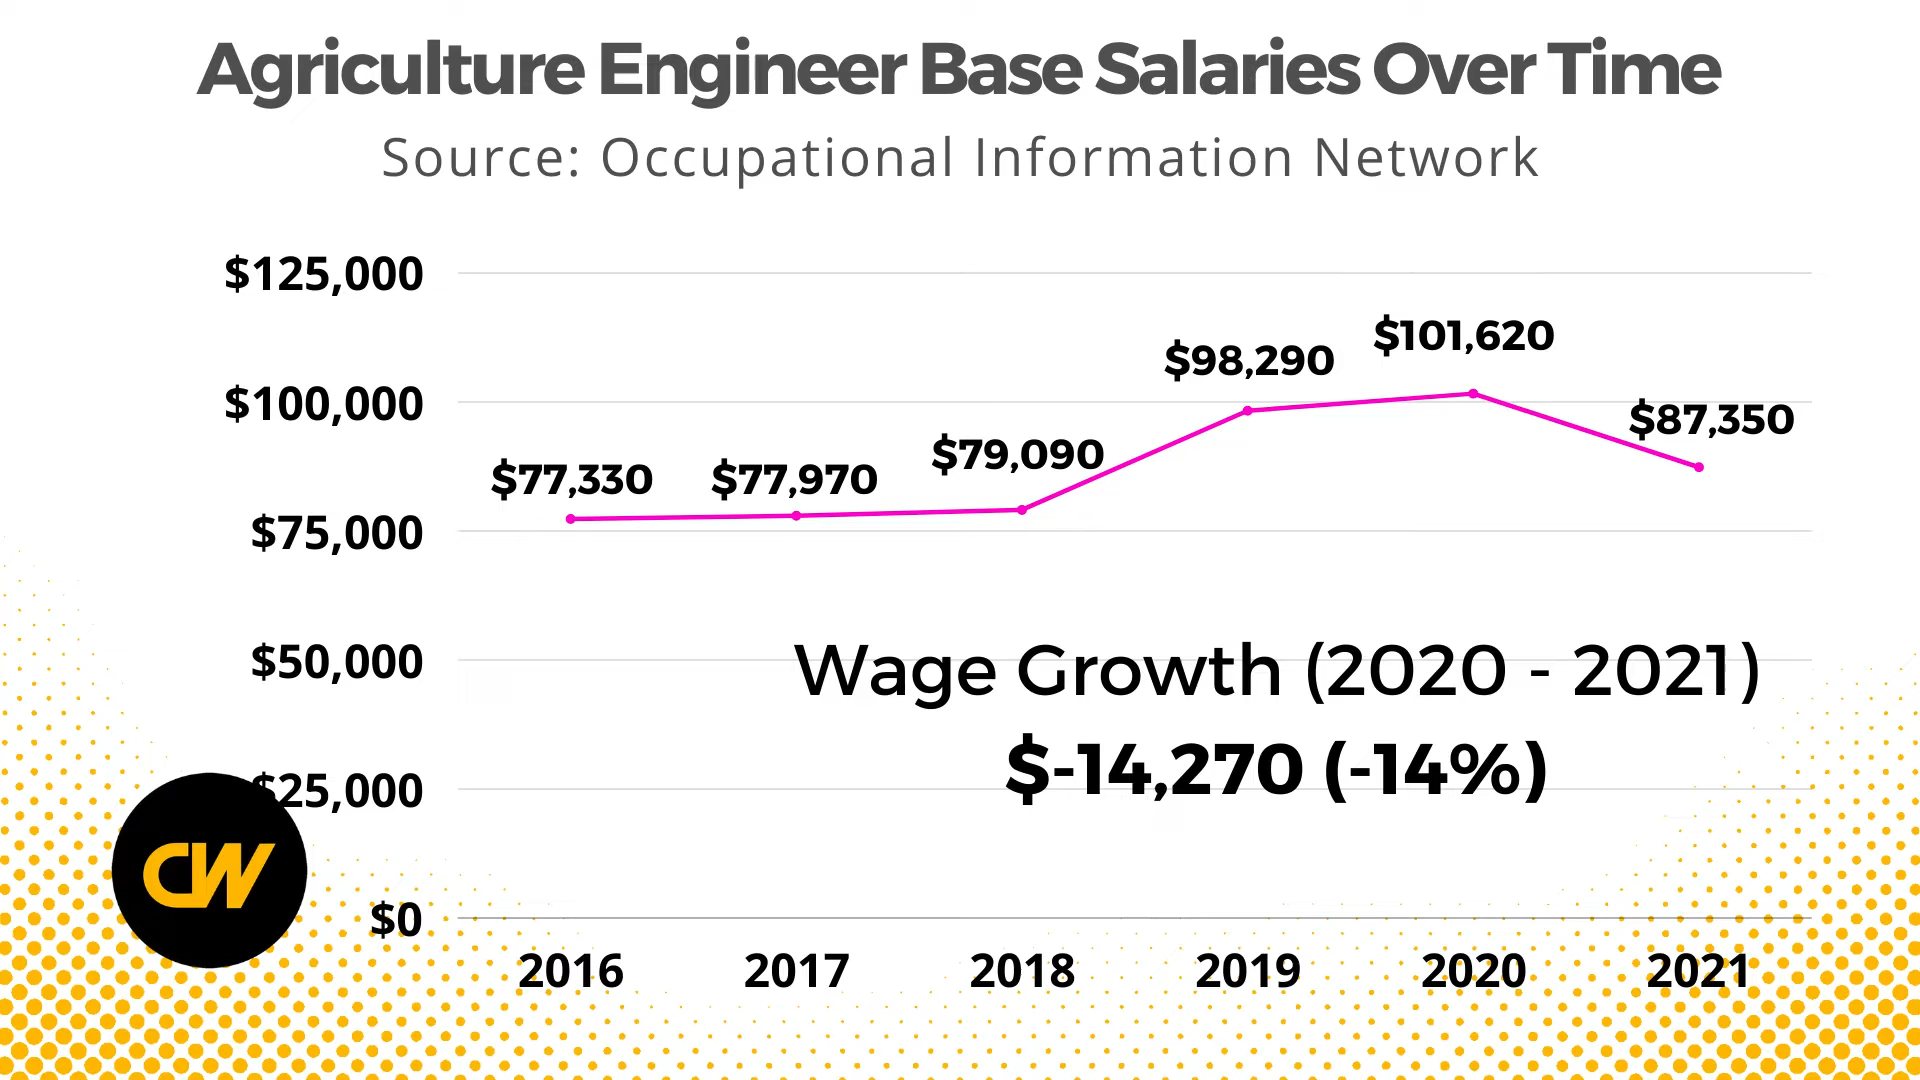 Agriculture Engineer Base Salaries Over Time
Source: Occupational Information Network
$125,000
$100,000
$75,000
$50,000
$25,000
$0
$77,330
$77,970
$79,090
$98,290
$101,620
$87,350
Wage Growth (2020 - 2021)
$-14,270 (-14%)
CW
2016 2017 2018 2019 2020 2021